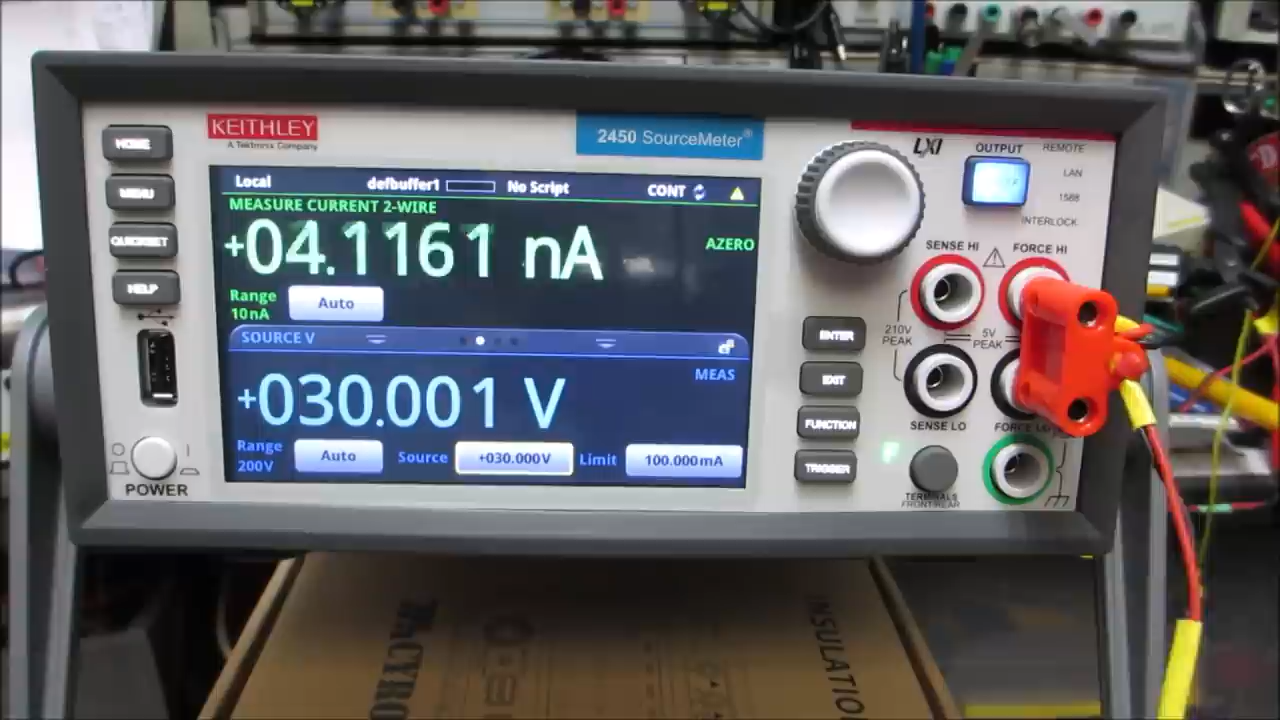 KEITHLEY
A Tektronix Company
2450 SourceMeter®
HOME
MENU
QUICKSET
HELP
POWER
Local defbuffer1 No Script CONT
MEASURE CURRENT 2-WIRE
+04.1161 nA
AZERO
Range
10nA
Auto
SOURCE V
+030.001 V
MEAS
Range
200V
Auto
Source
+030.000V
Limit
100.000mA
ENTER
EXIT
FUNCTION
TRIGGER
LXI
OUTPUT
REMOTE
LAN
1588
INTERLOCK
SENSE HI
FORCE HI
210V
PEAK
5V
PEAK
SENSE LO
FORCE LO
TERMINALS
FRONT/REAR
INSULATIO